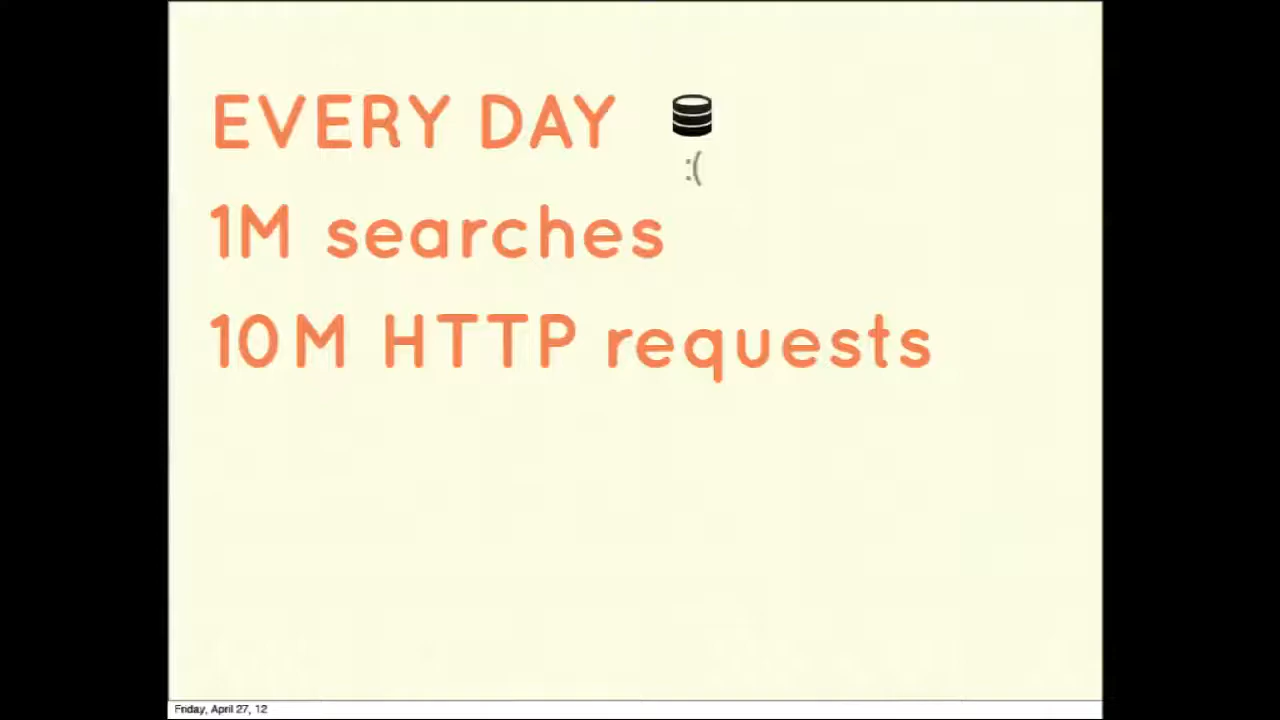 EVERY DAY
:(
1M searches
10M HTTP requests
Friday, April 27, 12